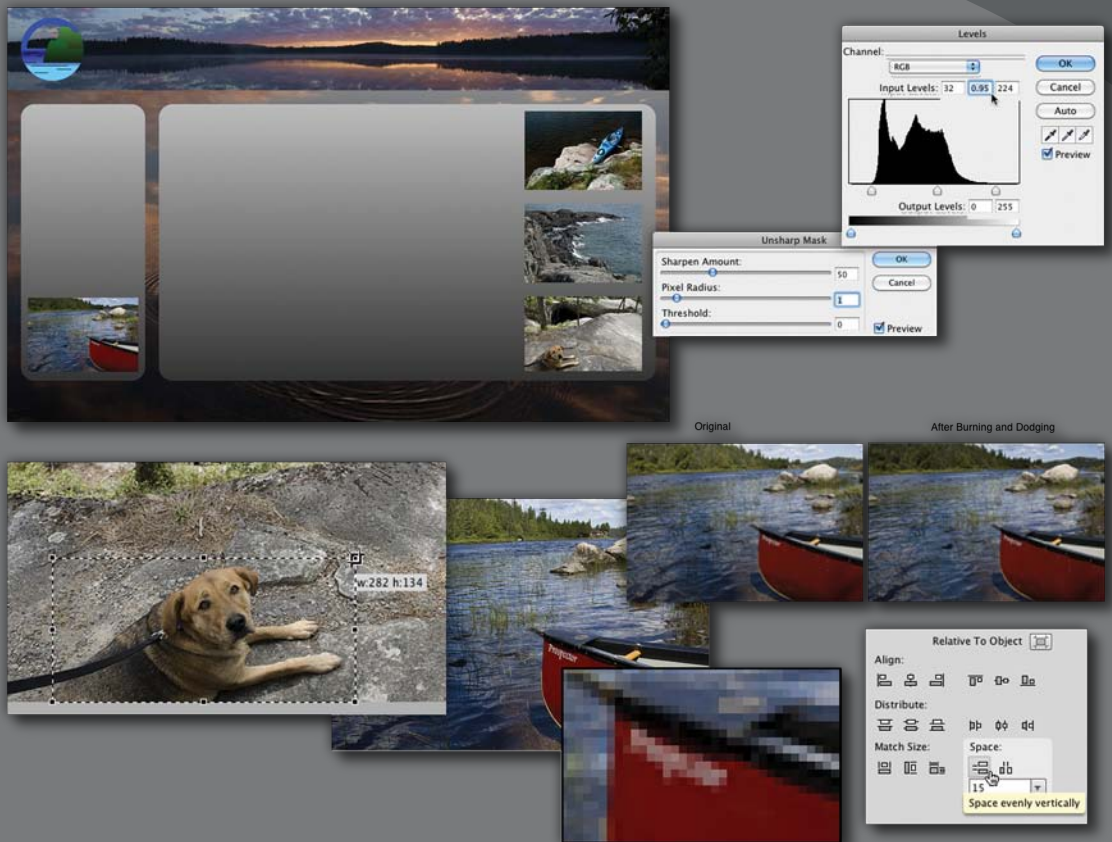 Levels
Channel:
RGB
OK
Input Levels: 32 0.95 224
Cancel
Auto
Preview
Output Levels: 0 255
Unsharp Mask
Sharpen Amount:
50
OK
Pixel Radius:
1
Cancel
Threshold:
0
Preview
Original
After Burning and Dodging
w:282 h:134
Prospector
Relative To Object
Align:
Distribute:
Match Size:
Space:
15
Space evenly vertically